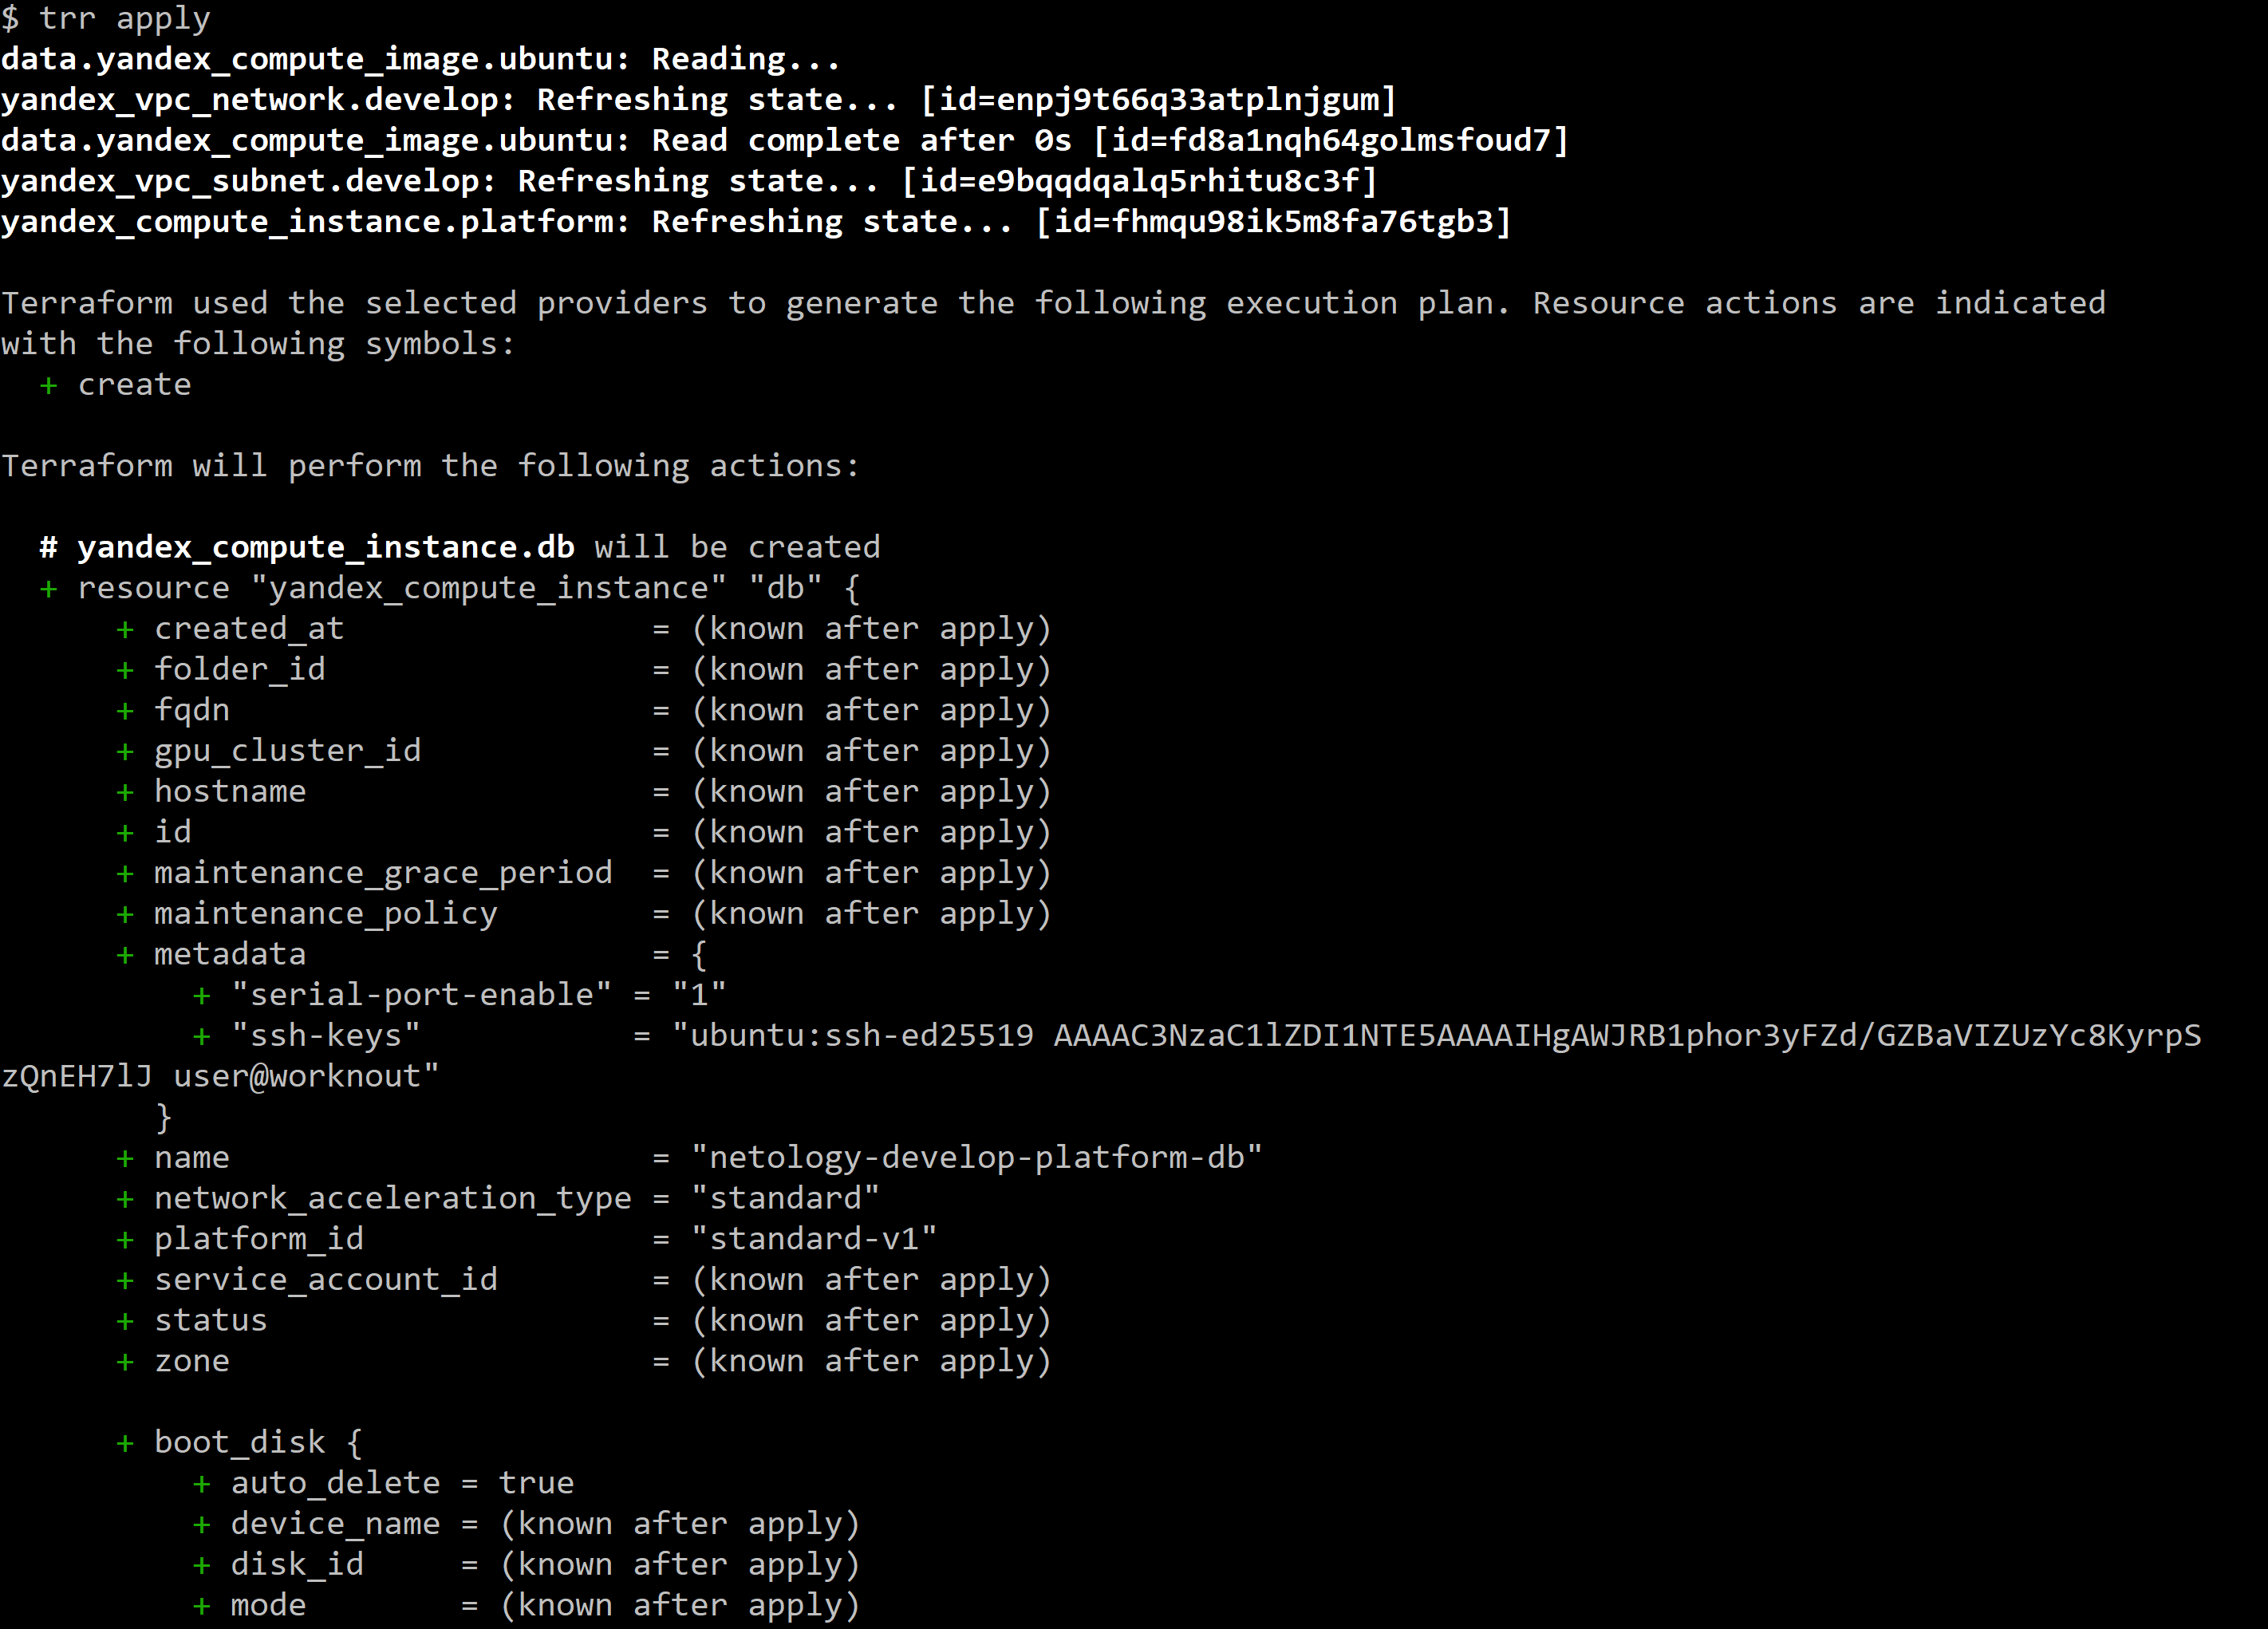 $ trr apply
data.yandex_compute_image.ubuntu: Reading...
yandex_vpc_network.develop: Refreshing state... [id=enpj9t66q33atplnjgum]
data.yandex_compute_image.ubuntu: Read complete after 0s [id=fd8a1nqh64golmsfoud7]
yandex_vpc_subnet.develop: Refreshing state... [id=e9bqqdqalq5rhitu8c3f]
yandex_compute_instance.platform: Refreshing state... [id=fhmqu98ik5m8fa76tgb3]

Terraform used the selected providers to generate the following execution plan. Resource actions are indicated
with the following symbols:
  + create

Terraform will perform the following actions:

  # yandex_compute_instance.db will be created
  + resource "yandex_compute_instance" "db" {
      + created_at                = (known after apply)
      + folder_id                 = (known after apply)
      + fqdn                      = (known after apply)
      + gpu_cluster_id            = (known after apply)
      + hostname                  = (known after apply)
      + id                        = (known after apply)
      + maintenance_grace_period  = (known after apply)
      + maintenance_policy        = (known after apply)
      + metadata                  = {
          + "serial-port-enable" = "1"
          + "ssh-keys"           = "ubuntu:ssh-ed25519 AAAAC3NzaC1lZDI1NTE5AAAAIHgAWJRB1phor3yFZd/GZBaVIZUzYc8KyrpS
zQnEH7lJ user@worknout"
        }
      + name                      = "netology-develop-platform-db"
      + network_acceleration_type = "standard"
      + platform_id               = "standard-v1"
      + service_account_id        = (known after apply)
      + status                    = (known after apply)
      + zone                      = (known after apply)

      + boot_disk {
          + auto_delete = true
          + device_name = (known after apply)
          + disk_id     = (known after apply)
          + mode        = (known after apply)